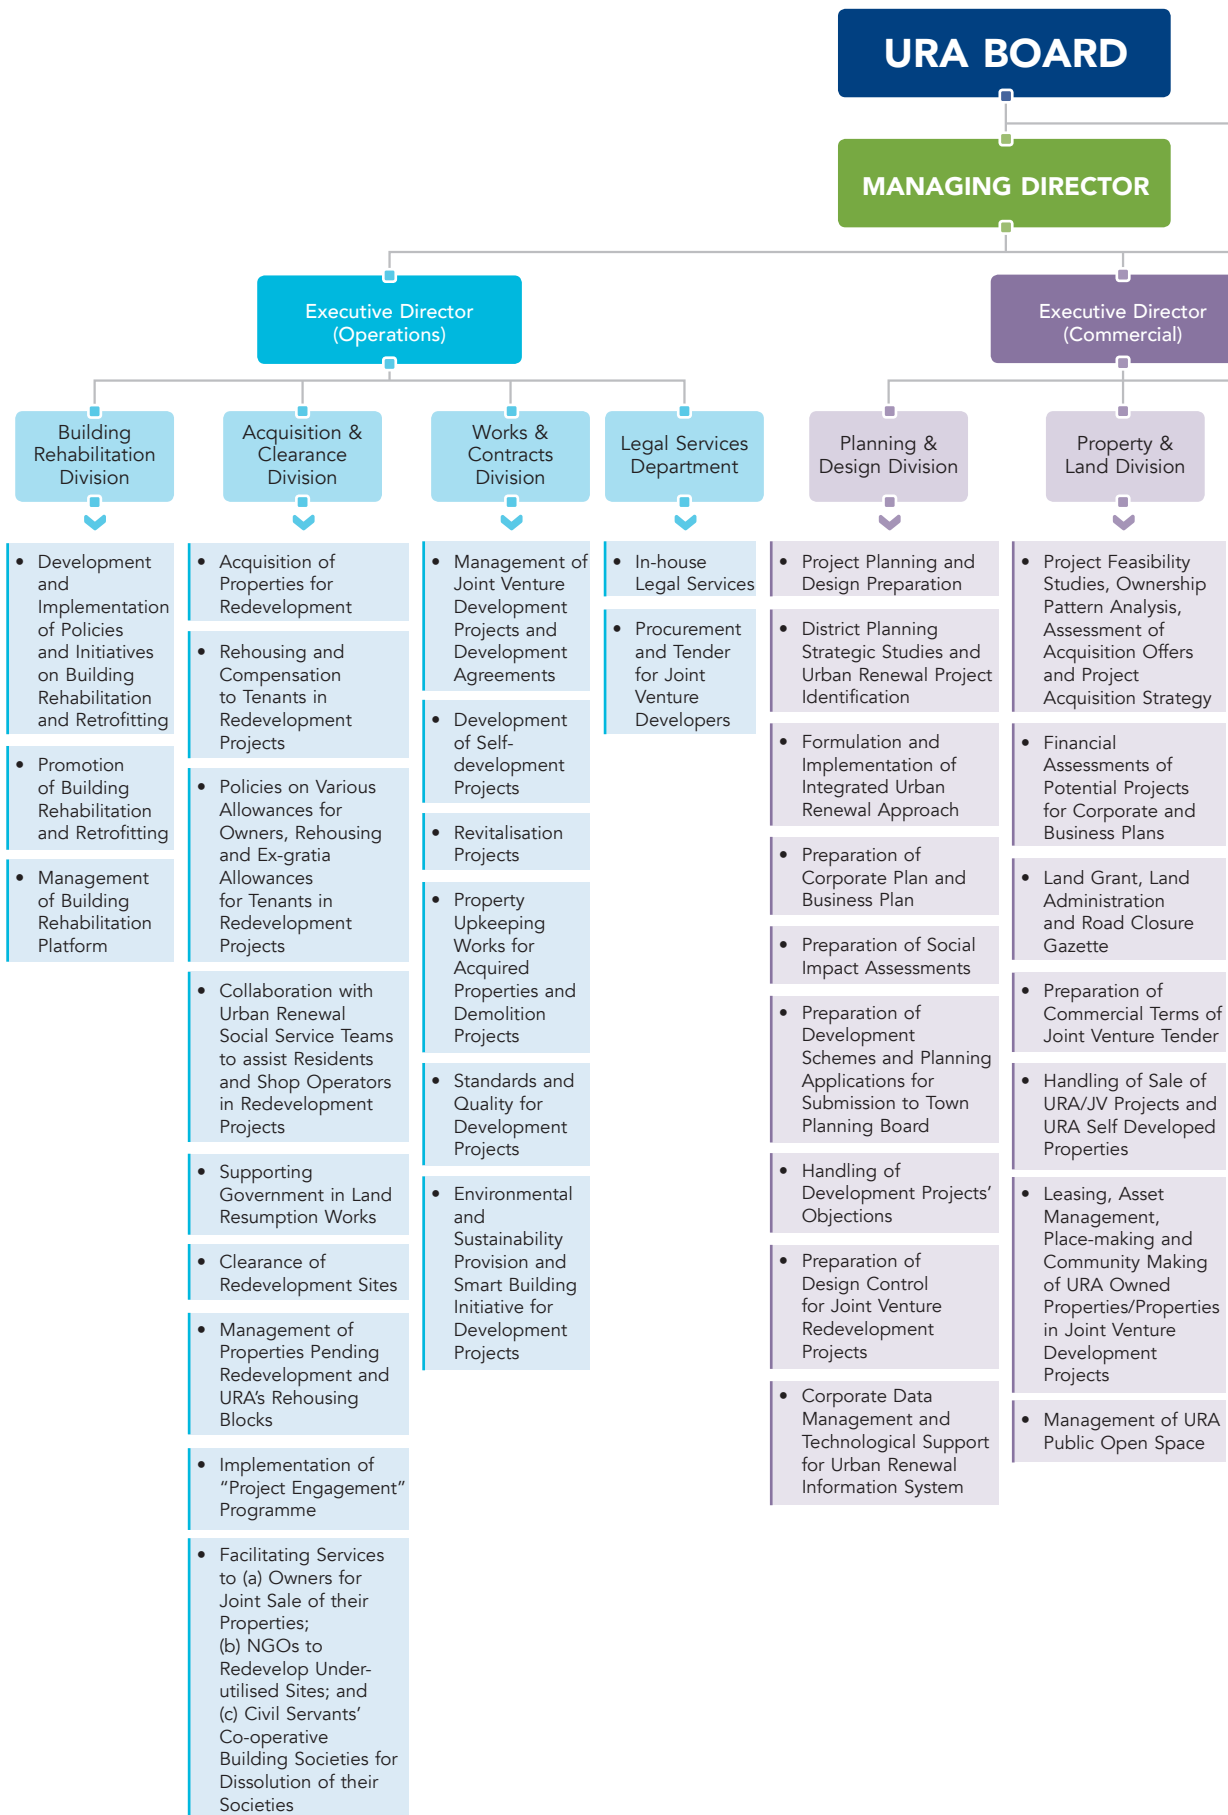 URA BOARD
MANAGING DIRECTOR
Executive Director
(Operations)
Executive Director
(Commercial)
Building
Rehabilitation
Division
• Development
and
Implementation
of Policies
and Initiatives
on Building
Rehabilitation
and Retrofitting
• Promotion
of Building
Rehabilitation
and Retrofitting
• Management
of Building
Rehabilitation
Platform
Acquisition &
Clearance
Division
• Acquisition of
Properties for
Redevelopment
• Rehousing and
Compensation
to Tenants in
Redevelopment
Projects
• Policies on Various
Allowances for
Owners, Rehousing
and Ex-gratia
Allowances
for Tenants in
Redevelopment
Projects
• Collaboration with
Urban Renewal
Social Service Teams
to assist Residents
and Shop Operators
in Redevelopment
Projects
• Supporting
Government in Land
Resumption Works
• Clearance of
Redevelopment Sites
• Management of
Properties Pending
Redevelopment and
URA's Rehousing
Blocks
• Implementation of
“Project Engagement”
Programme
• Facilitating Services
to (a) Owners for
Joint Sale of their
Properties;
(b) NGOs to
Redevelop Under-
utilised Sites; and
(c) Civil Servants’
Co-operative
Building Societies for
Dissolution of their
Societies
Works &
Contracts
Division
• Management of
Joint Venture
Development
Projects and
Development
Agreements
• Development
of Self-
development
Projects
• Revitalisation
Projects
• Property
Upkeeping
Works for
Acquired
Properties and
Demolition
Projects
• Standards and
Quality for
Development
Projects
• Environmental
and
Sustainability
Provision and
Smart Building
Initiative for
Development
Projects
Legal Services
Department
• In-house
Legal Services
• Procurement
and Tender
for Joint
Venture
Developers
Planning &
Design Division
• Project Planning and
Design Preparation
• District Planning
Strategic Studies and
Urban Renewal Project
Identification
• Formulation and
Implementation of
Integrated Urban
Renewal Approach
• Preparation of
Corporate Plan and
Business Plan
• Preparation of Social
Impact Assessments
• Preparation of
Development
Schemes and Planning
Applications for
Submission to Town
Planning Board
• Handling of
Development Projects’
Objections
• Preparation of
Design Control
for Joint Venture
Redevelopment
Projects
• Corporate Data
Management and
Technological Support
for Urban Renewal
Information System
Property &
Land Division
• Project Feasibility
Studies, Ownership
Pattern Analysis,
Assessment of
Acquisition Offers
and Project
Acquisition Strategy
• Financial
Assessments of
Potential Projects
for Corporate and
Business Plans
• Land Grant, Land
Administration
and Road Closure
Gazette
• Preparation of
Commercial Terms of
Joint Venture Tender
• Handling of Sale of
URA/JV Projects and
URA Self Developed
Properties
• Leasing, Asset
Management,
Place-making and
Community Making
of URA Owned
Properties/Properties
in Joint Venture
Development
Projects
• Management of URA
Public Open Space